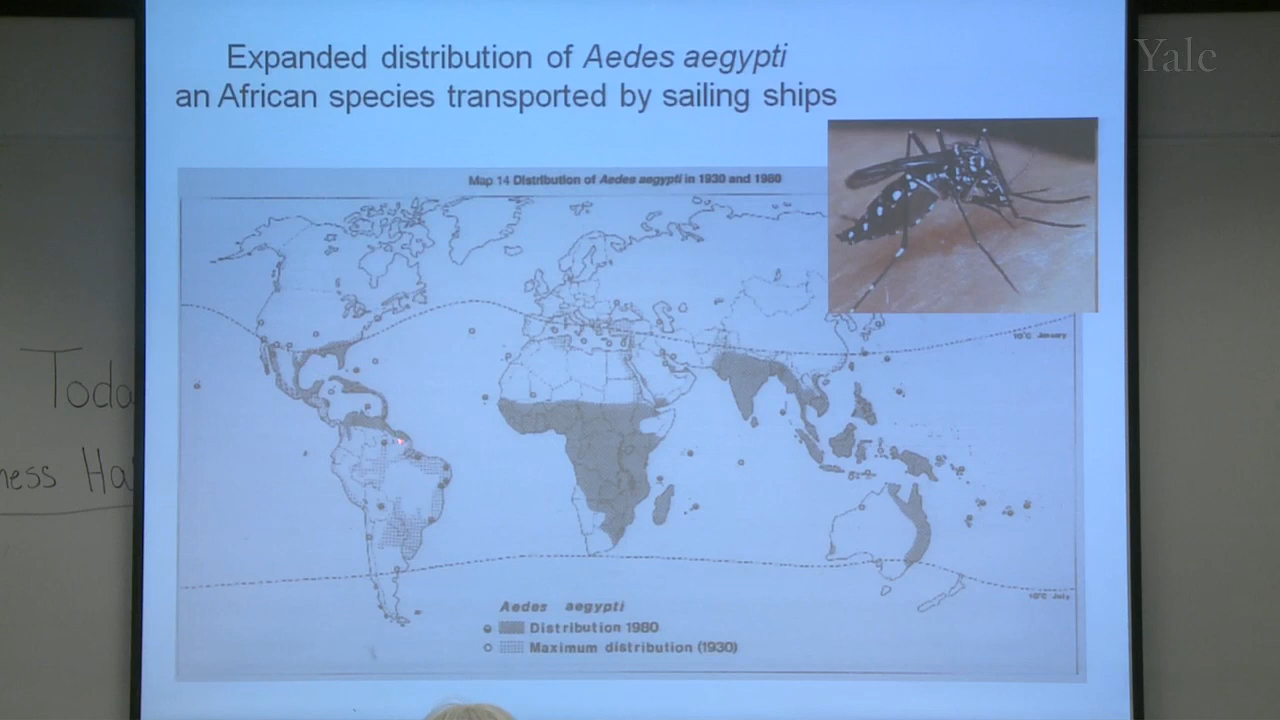 Expanded distribution of Aedes aegypti
an African species transported by sailing ships
Yale
Map 14 Distribution of Aedes aegypti in 1930 and 1980
10°C January
Toda
ness Ha
10°C July
Aedes aegypti
Distribution 1980
Maximum distribution (1930)